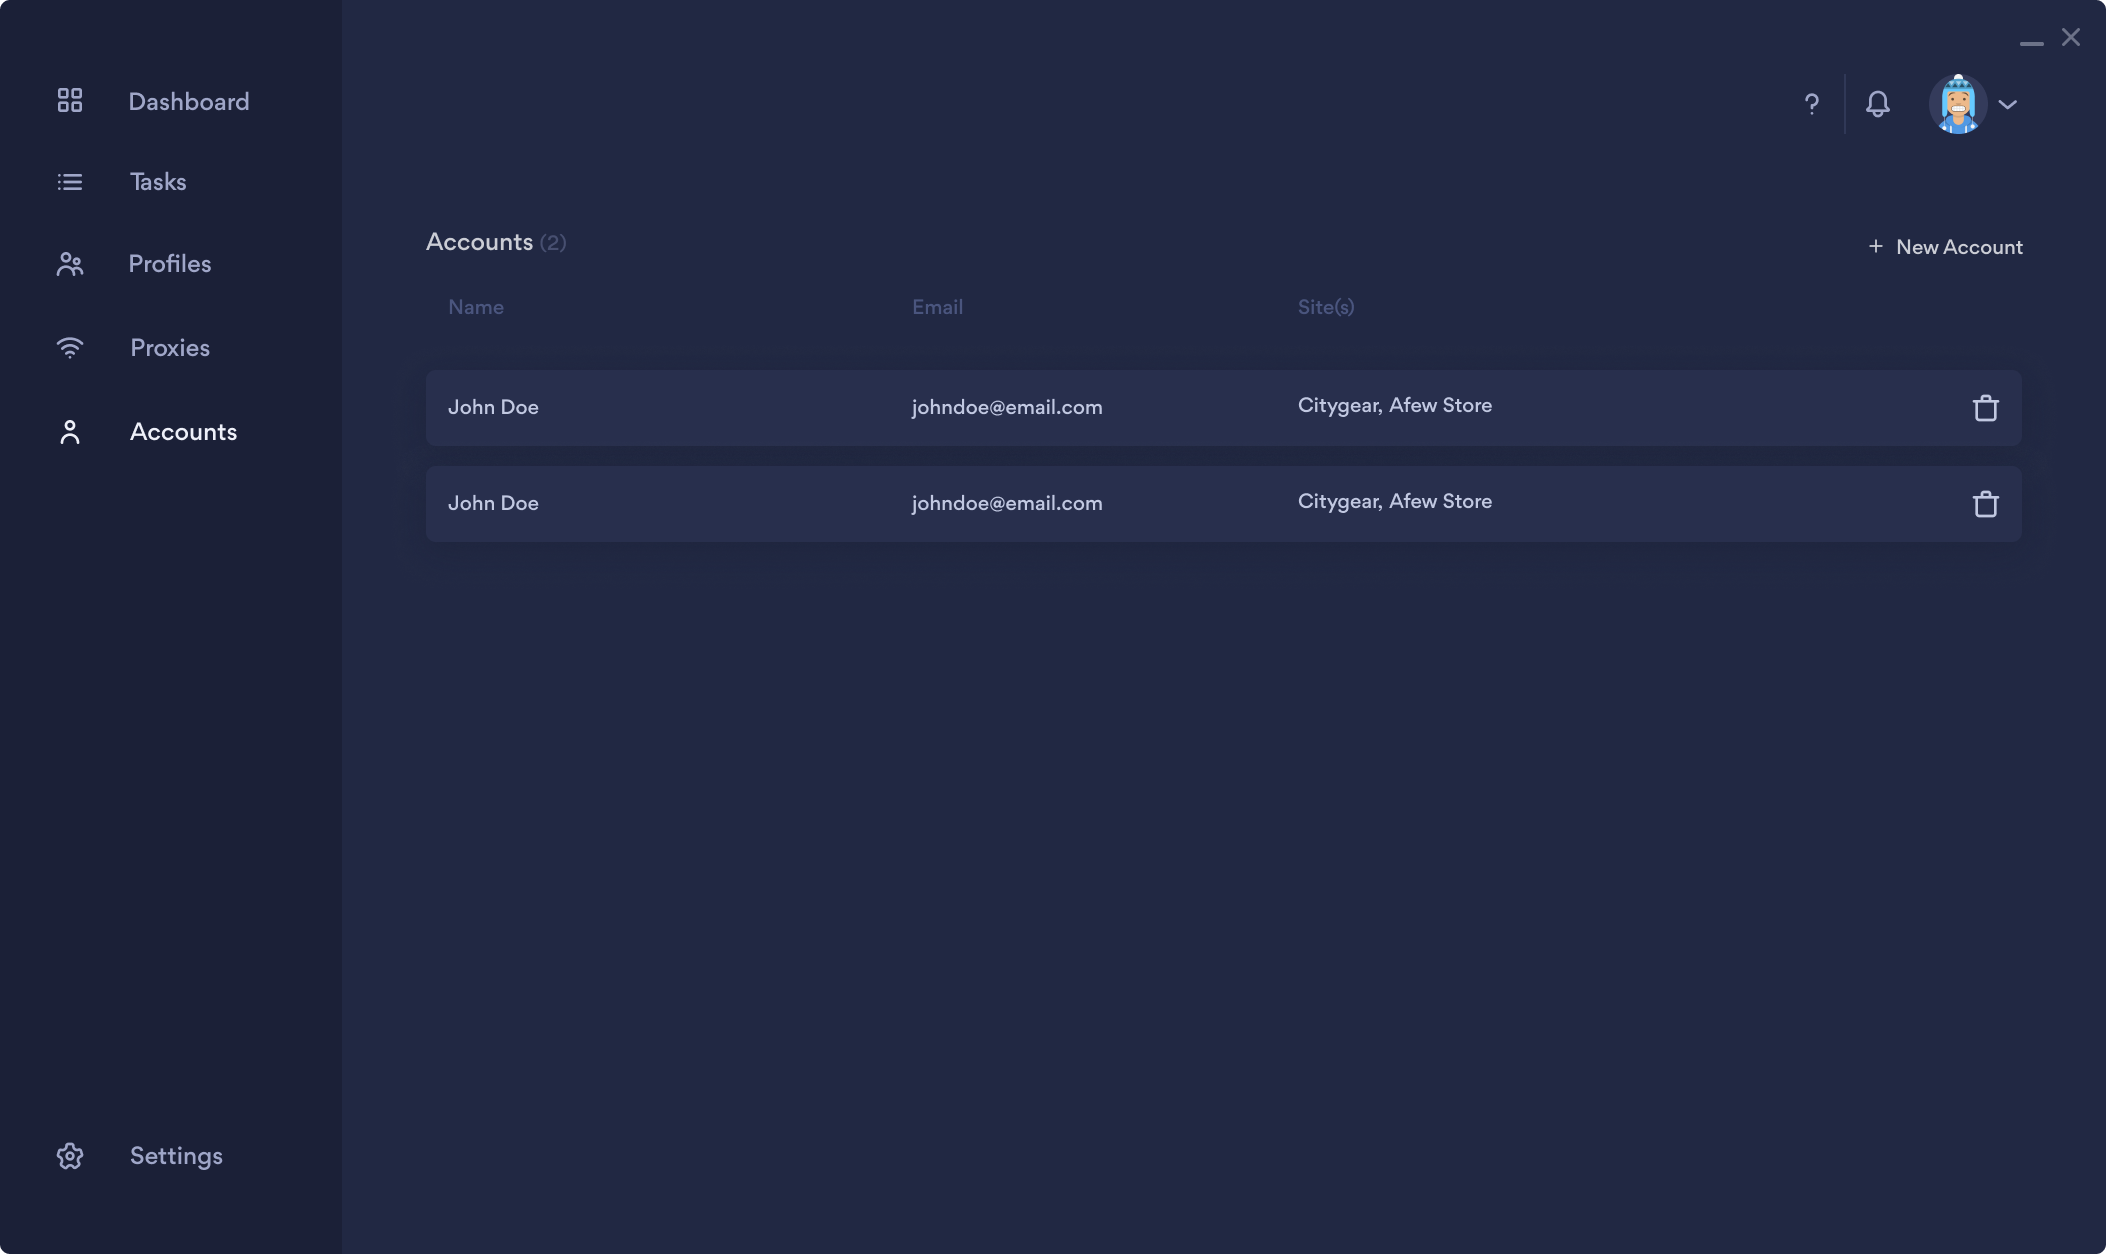 Dashboard
Tasks
Profiles
Proxies
Accounts
Settings
?
Accounts (2)
+ New Account
Name Email Site(s)
John Doe johndoe@email.com Citygear, Afew Store
John Doe johndoe@email.com Citygear, Afew Store